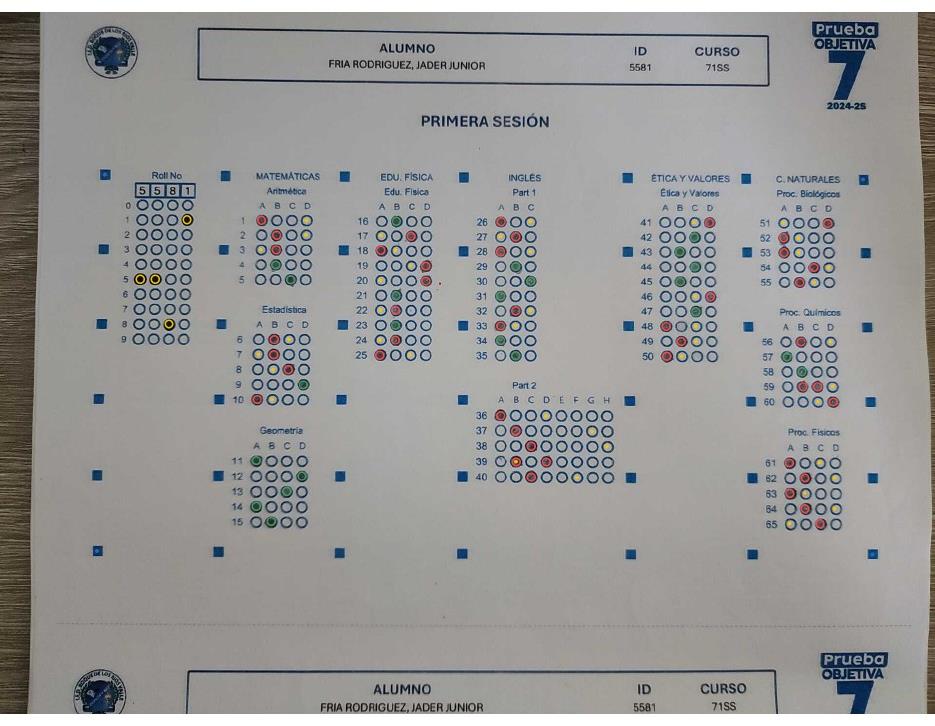 Prueba
OBJETIVA
7
2024-25
ALUMNO
FRIA RODRIGUEZ, JADER JUNIOR
ID
5581
CURSO
71SS
PRIMERA SESIÓN
Roll No
5 5 8 1
0
1
2
3
4
5
6
7
8
9
MATEMÁTICAS
Aritmética
A B C D
1
2
3
4
5
Estadística
A B C D
6
7
8
9
10
Geometría
A B C D
11
12
13
14
15
EDU. FÍSICA
Edu. Física
A B C D
16
17
18
19
20
21
22
23
24
25
INGLÉS
Part 1
A B C
26
27
28
29
30
31
32
33
34
35
Part 2
A B C D E F G H
36
37
38
39
40
ÉTICA Y VALORES
Ética y Valores
A B C D
41
42
43
44
45
46
47
48
49
50
C. NATURALES
Proc. Biológicos
A B C D
51
52
53
54
55
Proc. Químicos
A B C D
56
57
58
59
60
Proc. Físicos
A B C D
61
62
63
64
65
Prueba
OBJETIVA
7
ALUMNO
FRIA RODRIGUEZ, JADER JUNIOR
ID
5581
CURSO
71SS